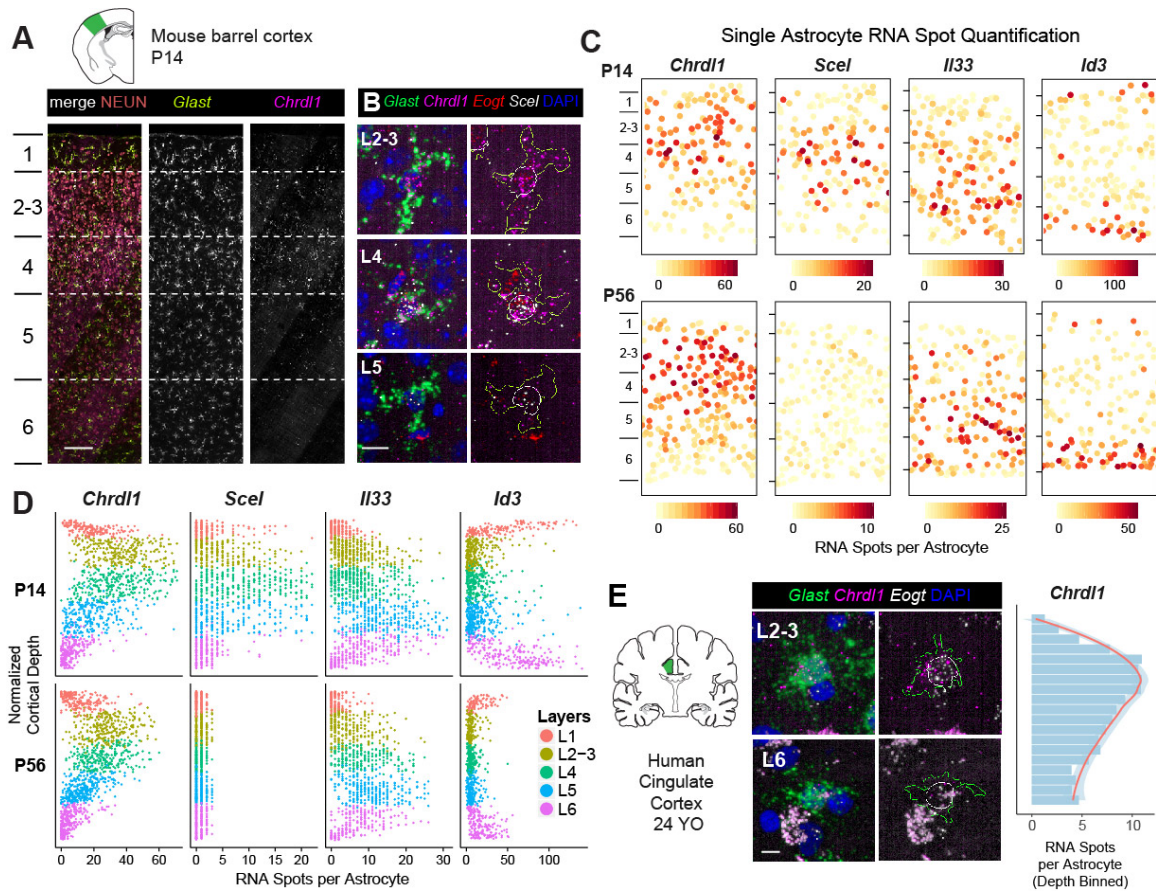 A
Mouse barrel cortex
P14
merge NEUN
Glast
Chrdl1
1
2-3
4
5
6
B
Glast Chrdl1 Eogt Scel DAPI
L2-3
L4
L5
C
Single Astrocyte RNA Spot Quantification
P14
Chrdl1
Scel
Il33
Id3
1
2-3
4
5
6
0 60
0 20
0 30
0 100
P56
1
2-3
4
5
6
0 60
0 10
0 25
0 50
RNA Spots per Astrocyte
D
Chrdl1
Scel
Il33
Id3
P14
P56
Normalized
Cortical Depth
Layers
L1
L2−3
L4
L5
L6
0 20 40 60
0 5 10 15 20
0 10 20 30
0 50 100
RNA Spots per Astrocyte
E
Human
Cingulate
Cortex
24 YO
Glast Chrdl1 Eogt DAPI
L2-3
L6
Chrdl1
0 5 10
RNA Spots
per Astrocyte
(Depth Binned)